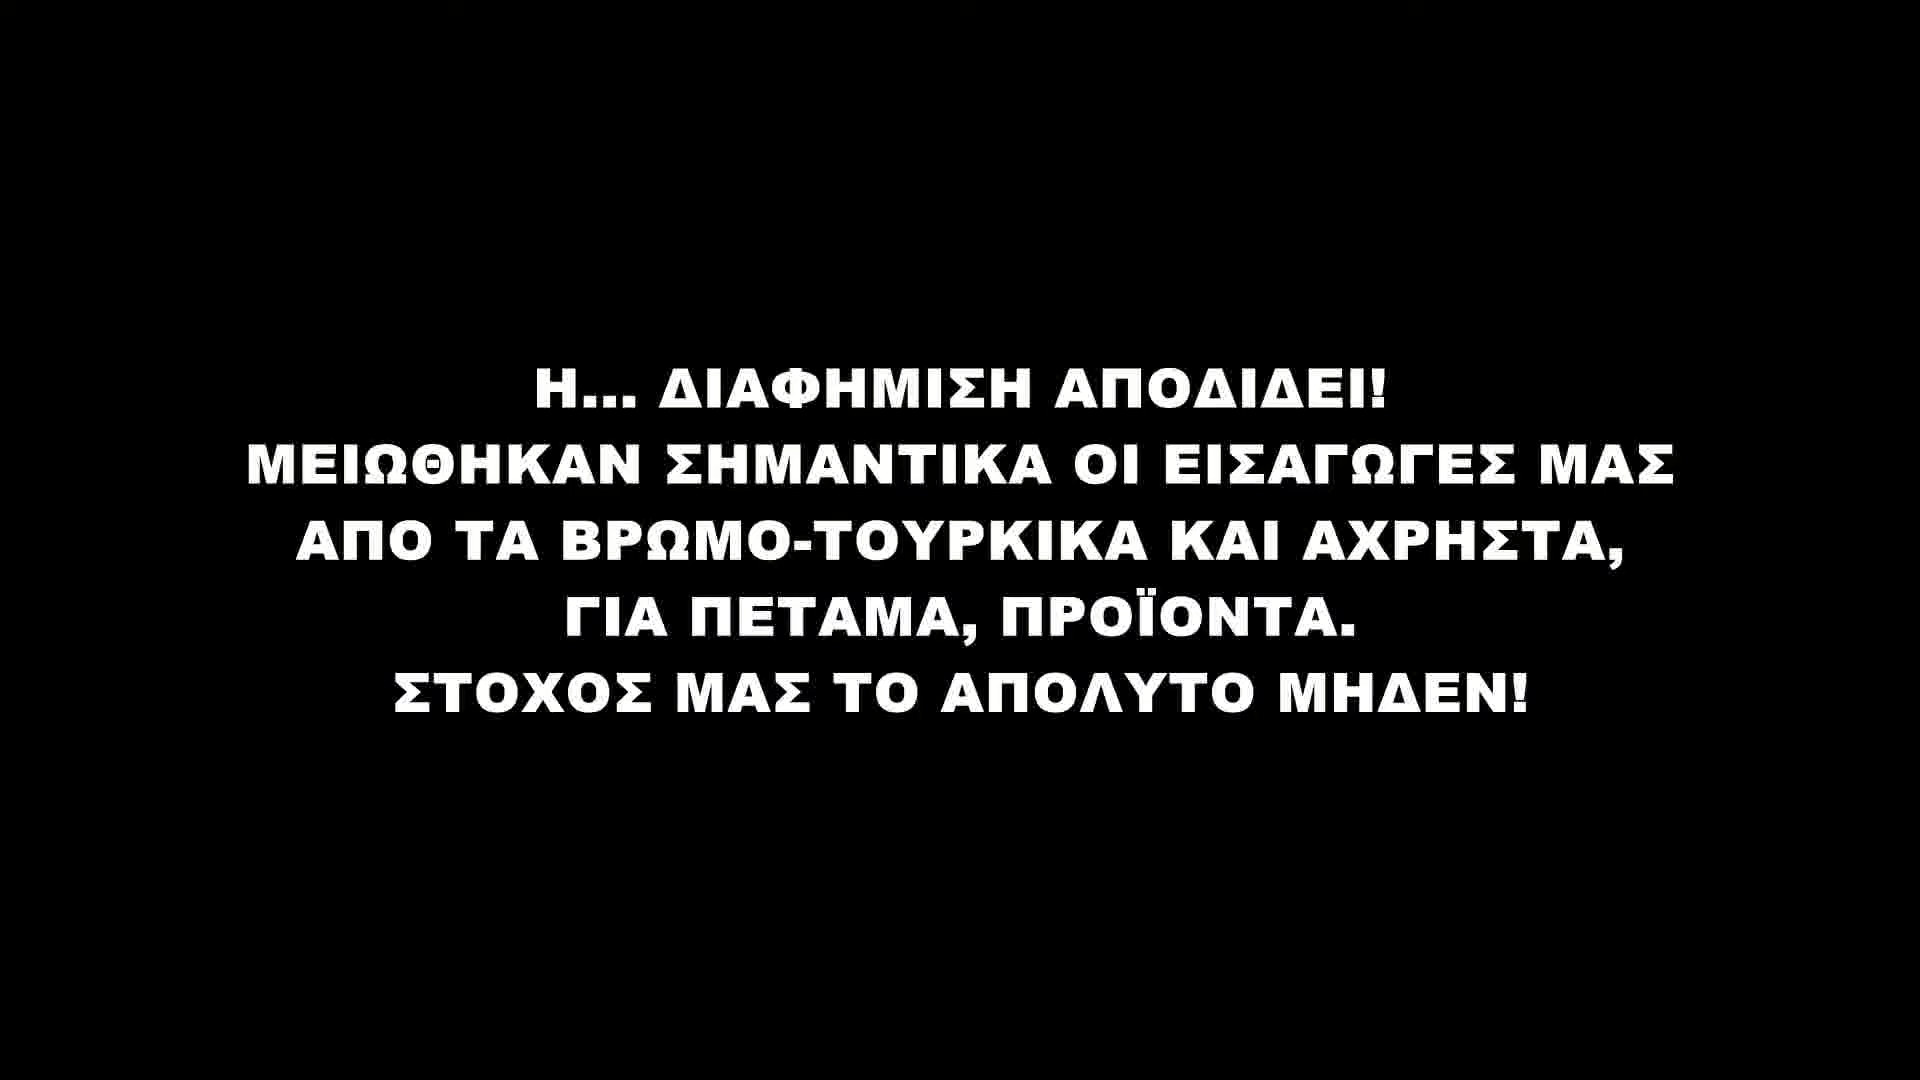 Η... ΔΙΑΦΗΜΙΣΗ ΑΠΟΔΙΔΕΙ!
ΜΕΙΩΘΗΚΑΝ ΣΗΜΑΝΤΙΚΑ ΟΙ ΕΙΣΑΓΩΓΕΣ ΜΑΣ
ΑΠΟ ΤΑ ΒΡΩΜΟ-ΤΟΥΡΚΙΚΑ ΚΑΙ ΑΧΡΗΣΤΑ,
ΓΙΑ ΠΕΤΑΜΑ, ΠΡΟΪΟΝΤΑ.
ΣΤΟΧΟΣ ΜΑΣ ΤΟ ΑΠΟΛΥΤΟ ΜΗΔΕΝ!